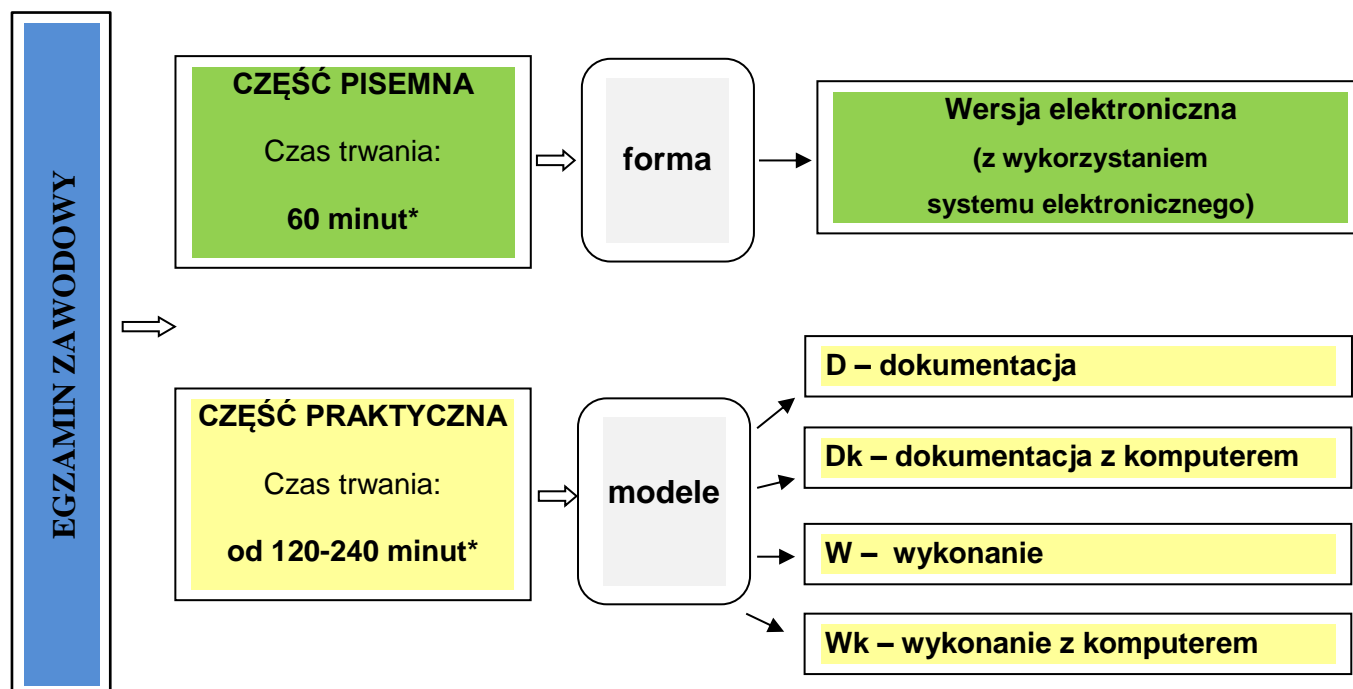 EGZAMIN ZAWODOWY
CZĘŚĆ PISEMNA
Czas trwania:
60 minut*
forma
Wersja elektroniczna
(z wykorzystaniem
systemu elektronicznego)
CZĘŚĆ PRAKTYCZNA
Czas trwania:
od 120-240 minut*
modele
D – dokumentacja
Dk – dokumentacja z komputerem
W – wykonanie
Wk – wykonanie z komputerem